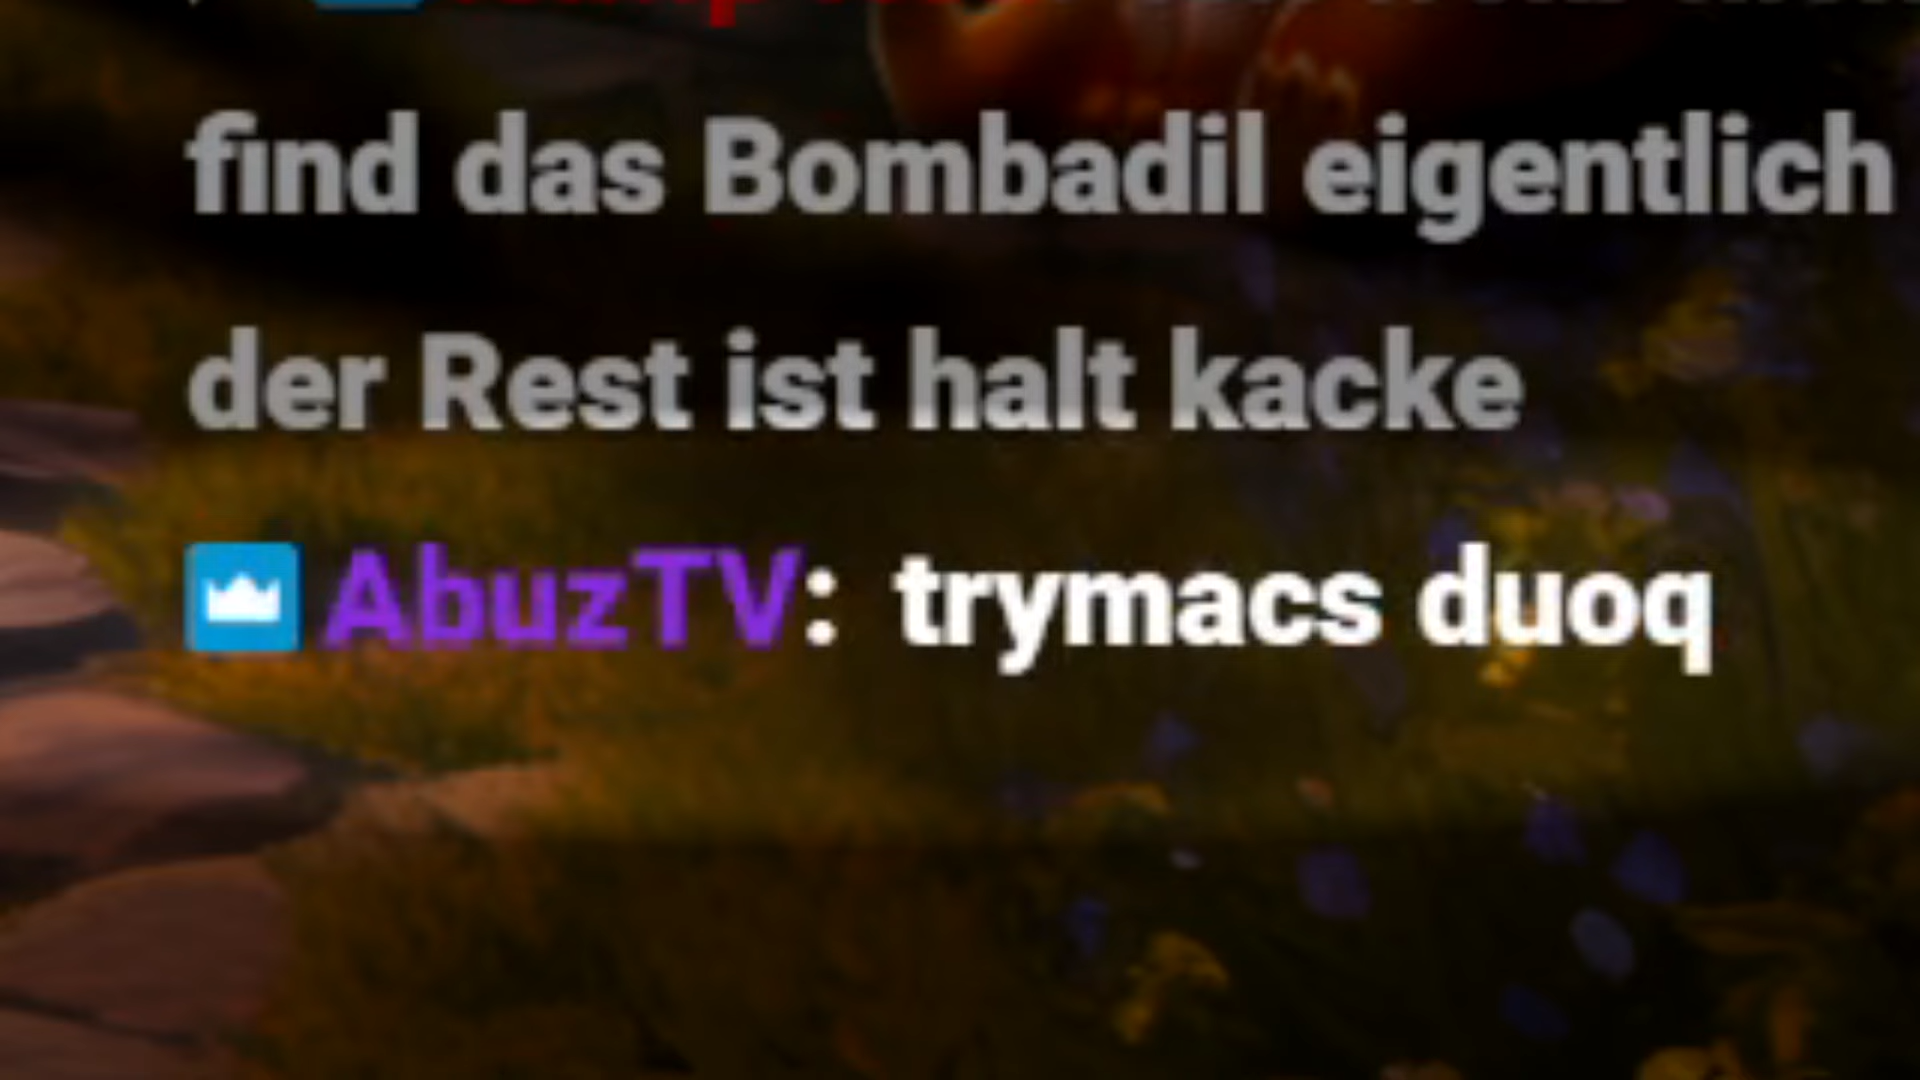 find das Bombadil eigentlich
der Rest ist halt kacke
AbuzTV: trymacs duoq